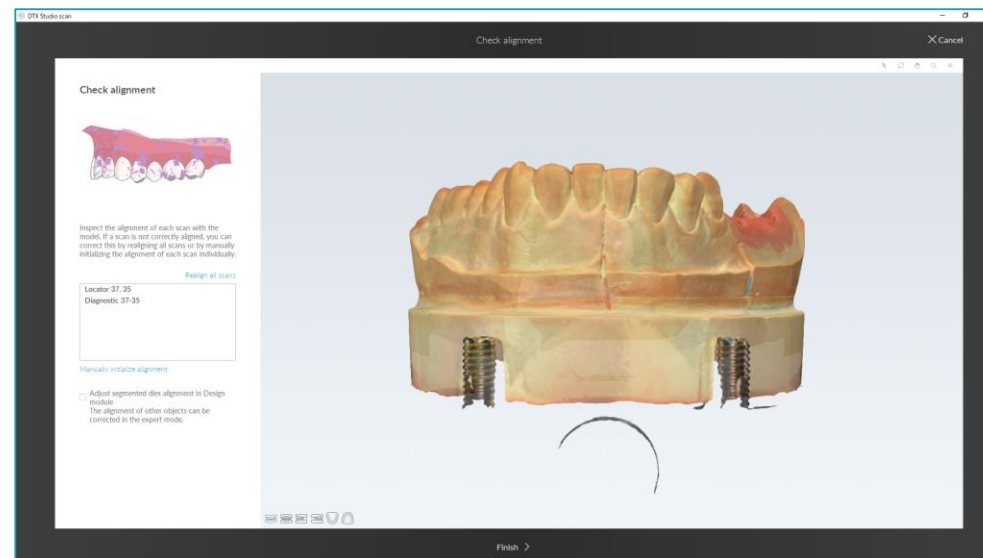 DTX Studio scan
Check alignment
Cancel
Check alignment
Inspect the alignment of each scan with the
model. If a scan is not correctly aligned, you can
correct this by realigning all scans or by manually
initializing the alignment of each scan individually.
Realign all scans
Locator 37, 35
Diagnostic 37-35
Manually initialize alignment
Adjust segmented dies alignment in Design
module
The alignment of other objects can be
corrected in the expert mode.
Finish